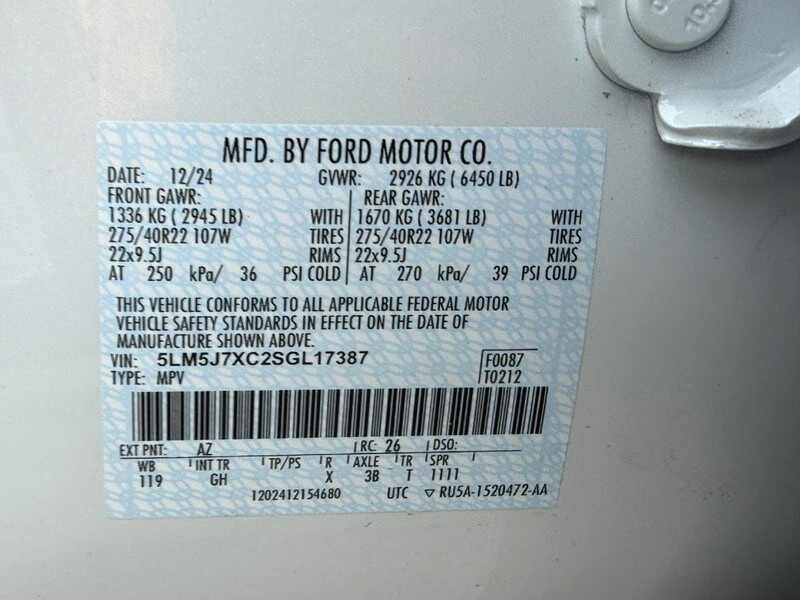 MFD. BY FORD MOTOR CO.
DATE: 12/24 GVWR: 2926 KG ( 6450 LB)
FRONT GAWR: REAR GAWR:
1336 KG ( 2945 LB) WITH 1670 KG ( 3681 LB) WITH
275/40R22 107W TIRES 275/40R22 107W TIRES
22x9.5J RIMS 22x9.5J RIMS
AT 250 kPa/ 36 PSI COLD AT 270 kPa/ 39 PSI COLD
THIS VEHICLE CONFORMS TO ALL APPLICABLE FEDERAL MOTOR
VEHICLE SAFETY STANDARDS IN EFFECT ON THE DATE OF
MANUFACTURE SHOWN ABOVE.
VIN: 5LM5J7XC2SGL17387 F0087
TYPE: MPV T0212
EXT PNT: AZ RC: 26 DSO:
WB INT TR TP/PS R AXLE TR SPR
119 GH X 3B T 1111
1202412154680 UTC ▽ RU5A-1520472-AA